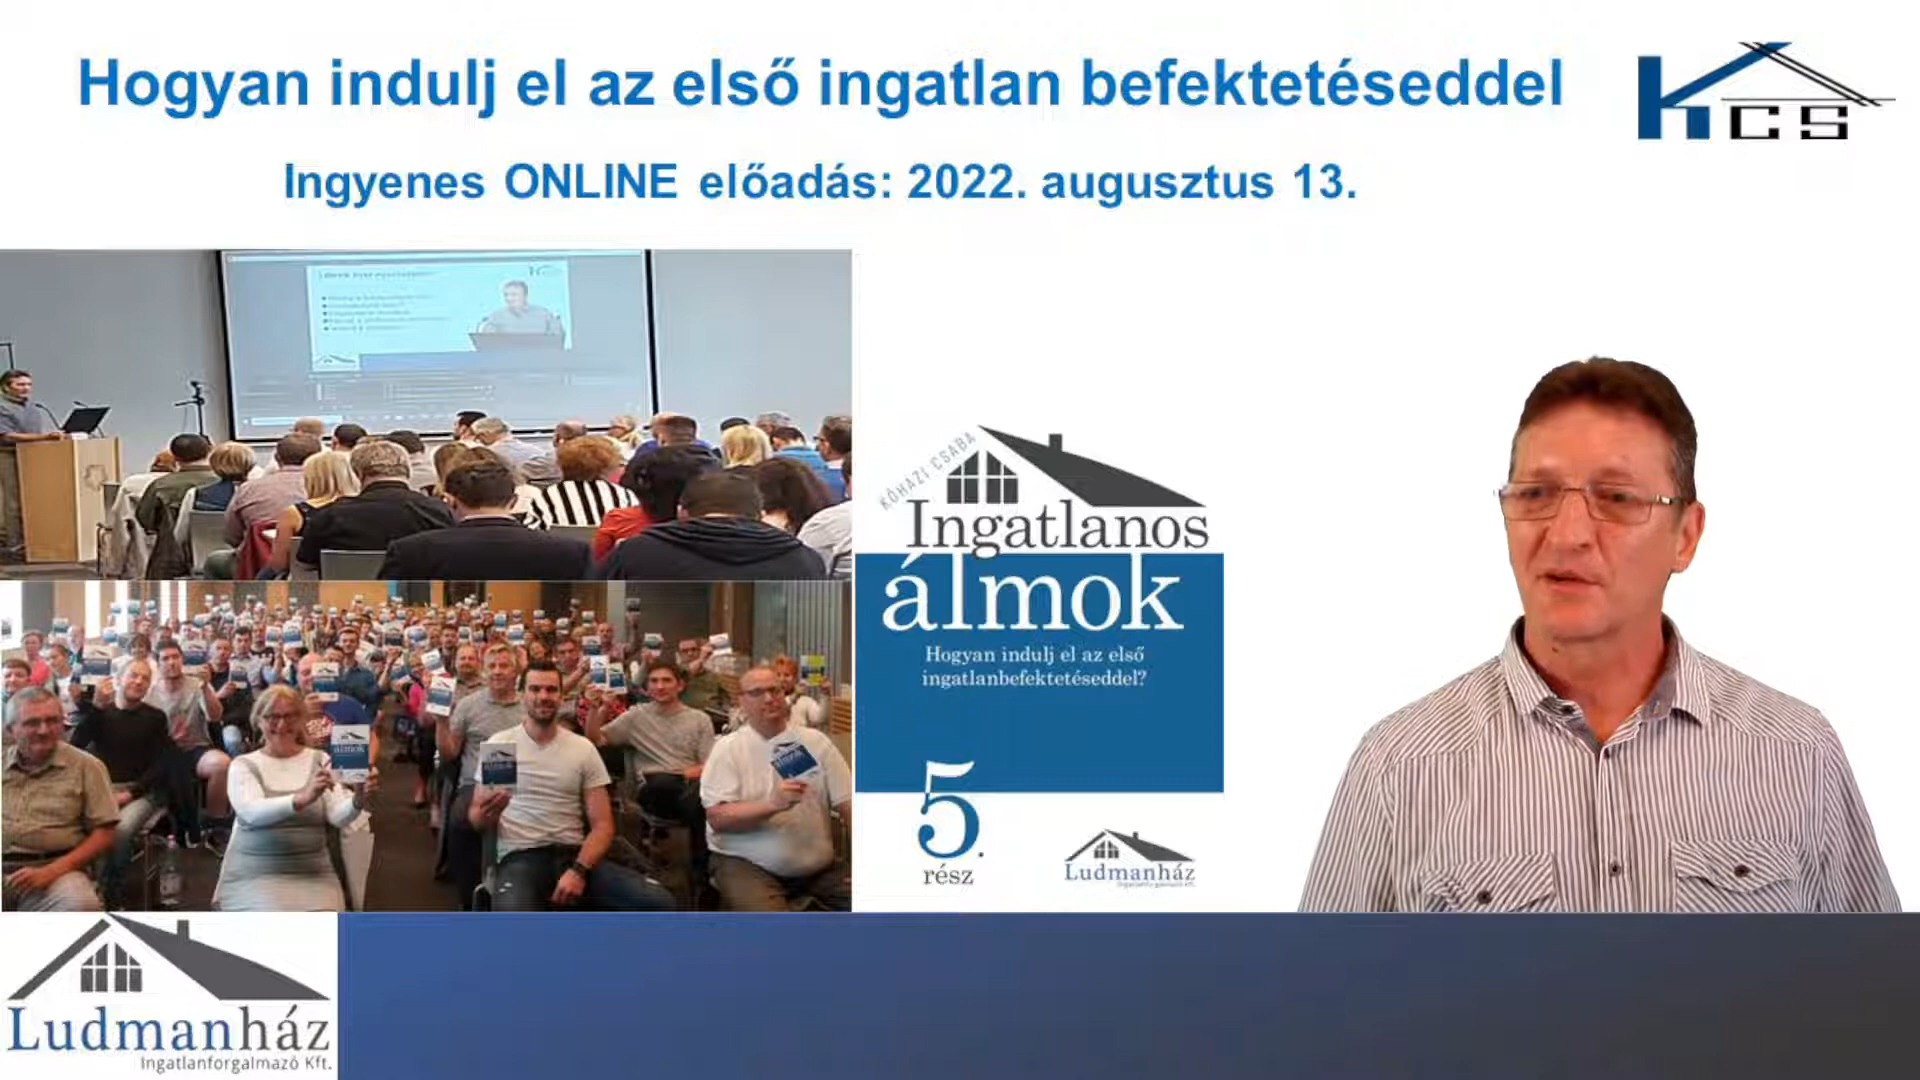 Hogyan indulj el az első ingatlan befektetéseddel
KCS
Ingyenes ONLINE előadás: 2022. augusztus 13.
KŐHÁZI CSABA
Ingatlanos
álmok
Hogyan indulj el az első
ingatlanbefektetéseddel?
5.
rész
Ludmanház
álmok
Ludmanház
Ingatlanforgalmazó Kft.